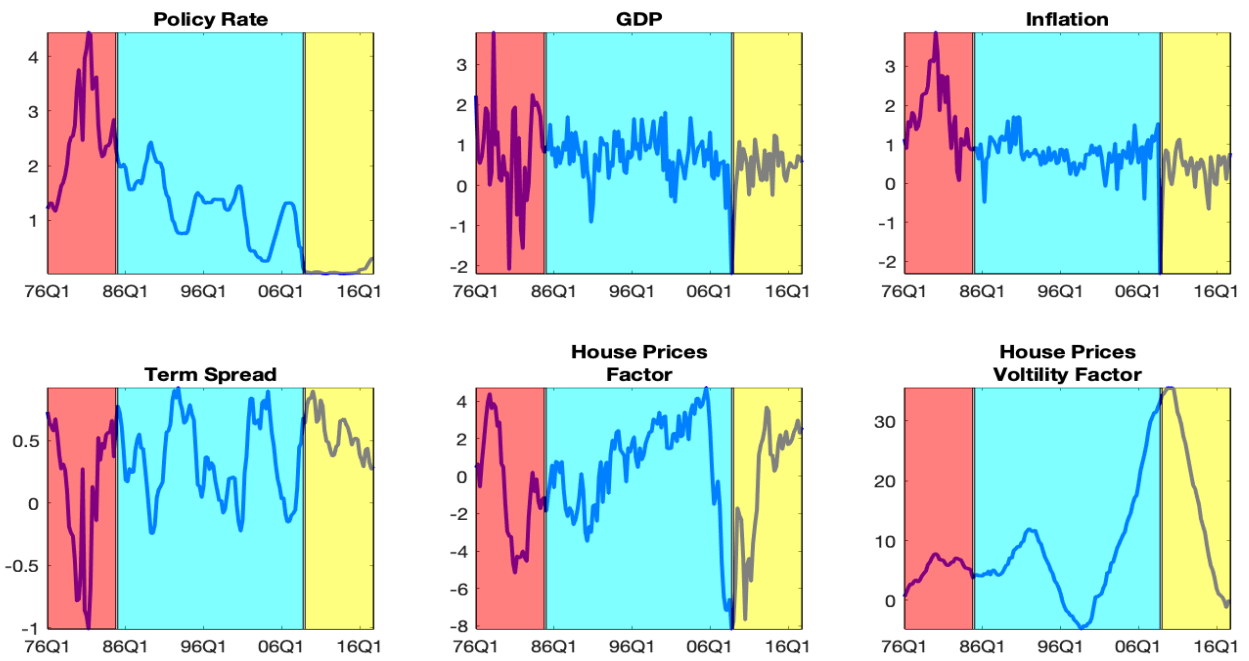 Policy Rate
4
3
2
1
76Q1 86Q1 96Q1 06Q1 16Q1
GDP
3
2
1
0
-1
-2
76Q1 86Q1 96Q1 06Q1 16Q1
Inflation
3
2
1
0
-1
-2
76Q1 86Q1 96Q1 06Q1 16Q1
Term Spread
0.5
0
-0.5
-1
76Q1 86Q1 96Q1 06Q1 16Q1
House Prices
Factor
4
2
0
-2
-4
-6
-8
76Q1 86Q1 96Q1 06Q1 16Q1
House Prices
Voltility Factor
30
20
10
0
76Q1 86Q1 96Q1 06Q1 16Q1